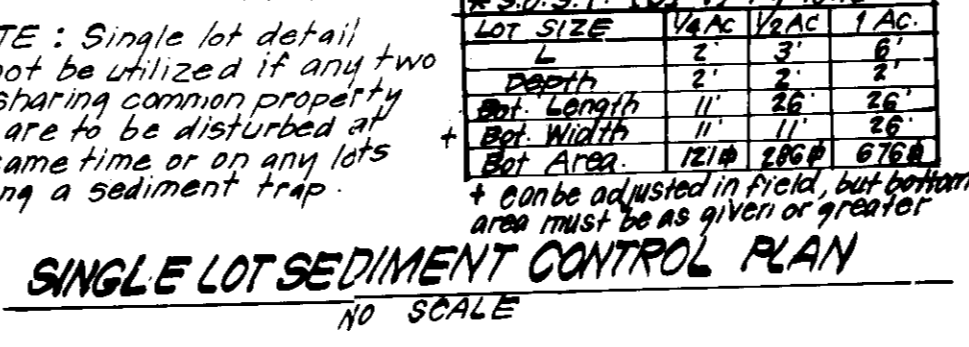 TE : Single lot detail
not be utilized if any two
sharing common property
are to be disturbed at
same time or on any lots
ng a sediment trap.
LOT SIZE 1/4 AC 1/2 AC 1 AC.
L 2' 3' 6'
Depth 2' 2' 2'
Bot. Length 11' 26' 26'
+ Bot. Width 11' 11' 26'
Bot Area. 121⌀ 286⌀ 676⌀
+ can be adjusted in field, but bottom
area must be as given or greater
SINGLE LOT SEDIMENT CONTROL PLAN
NO SCALE